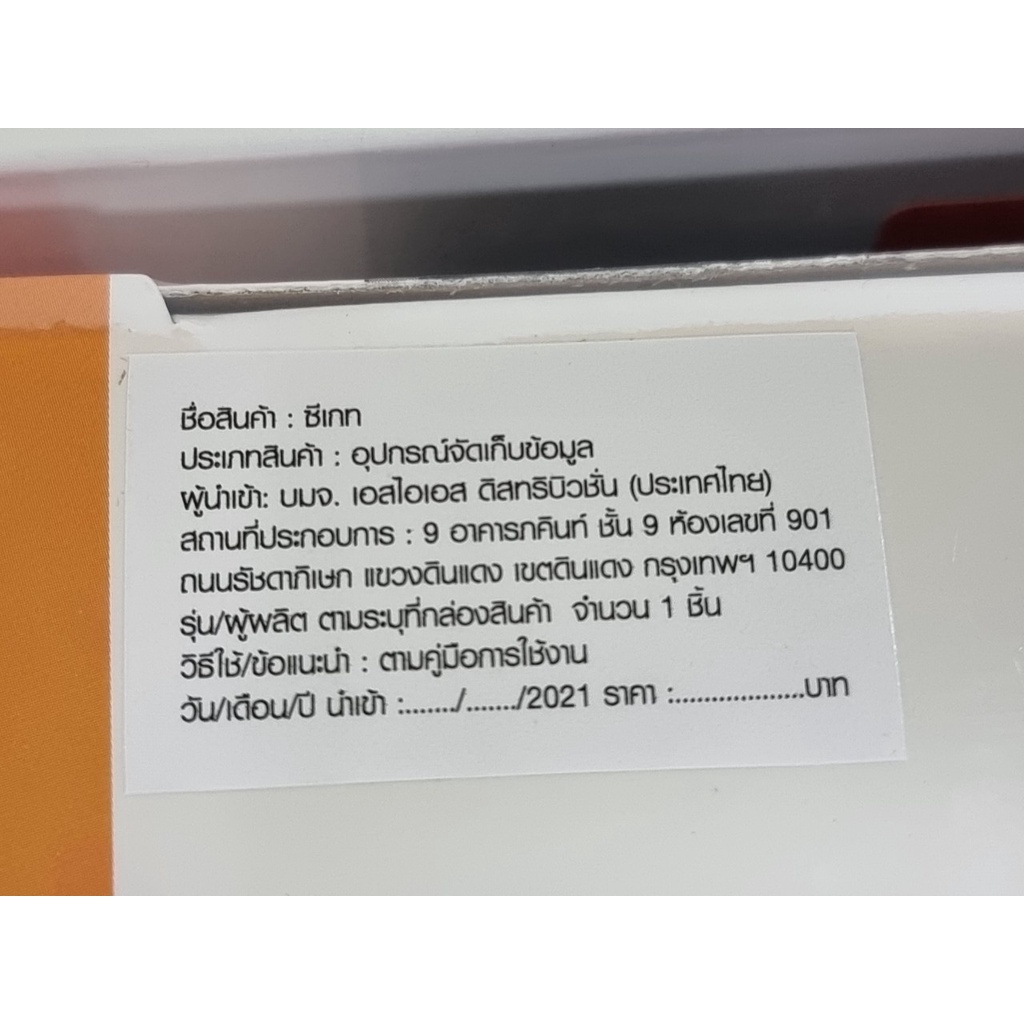 ชื่อสินค้า : ซีเกท
ประเภทสินค้า : อุปกรณ์จัดเก็บข้อมูล
ผู้นำเข้า: บมจ. เอสไอเอส ดิสทริบิวชั่น (ประเทศไทย)
สถานที่ประกอบการ : 9 อาคารภคินท์ ชั้น 9 ห้องเลขที่ 901
ถนนรัชดาภิเษก แขวงดินแดง เขตดินแดง กรุงเทพฯ 10400
รุ่น/ผู้ผลิต ตามระบุที่กล่องสินค้า จำนวน 1 ชิ้น
วิธีใช้/ข้อแนะนำ : ตามคู่มือการใช้งาน
วัน/เดือน/ปี นำเข้า :......./......./2021 ราคา :..................บาท